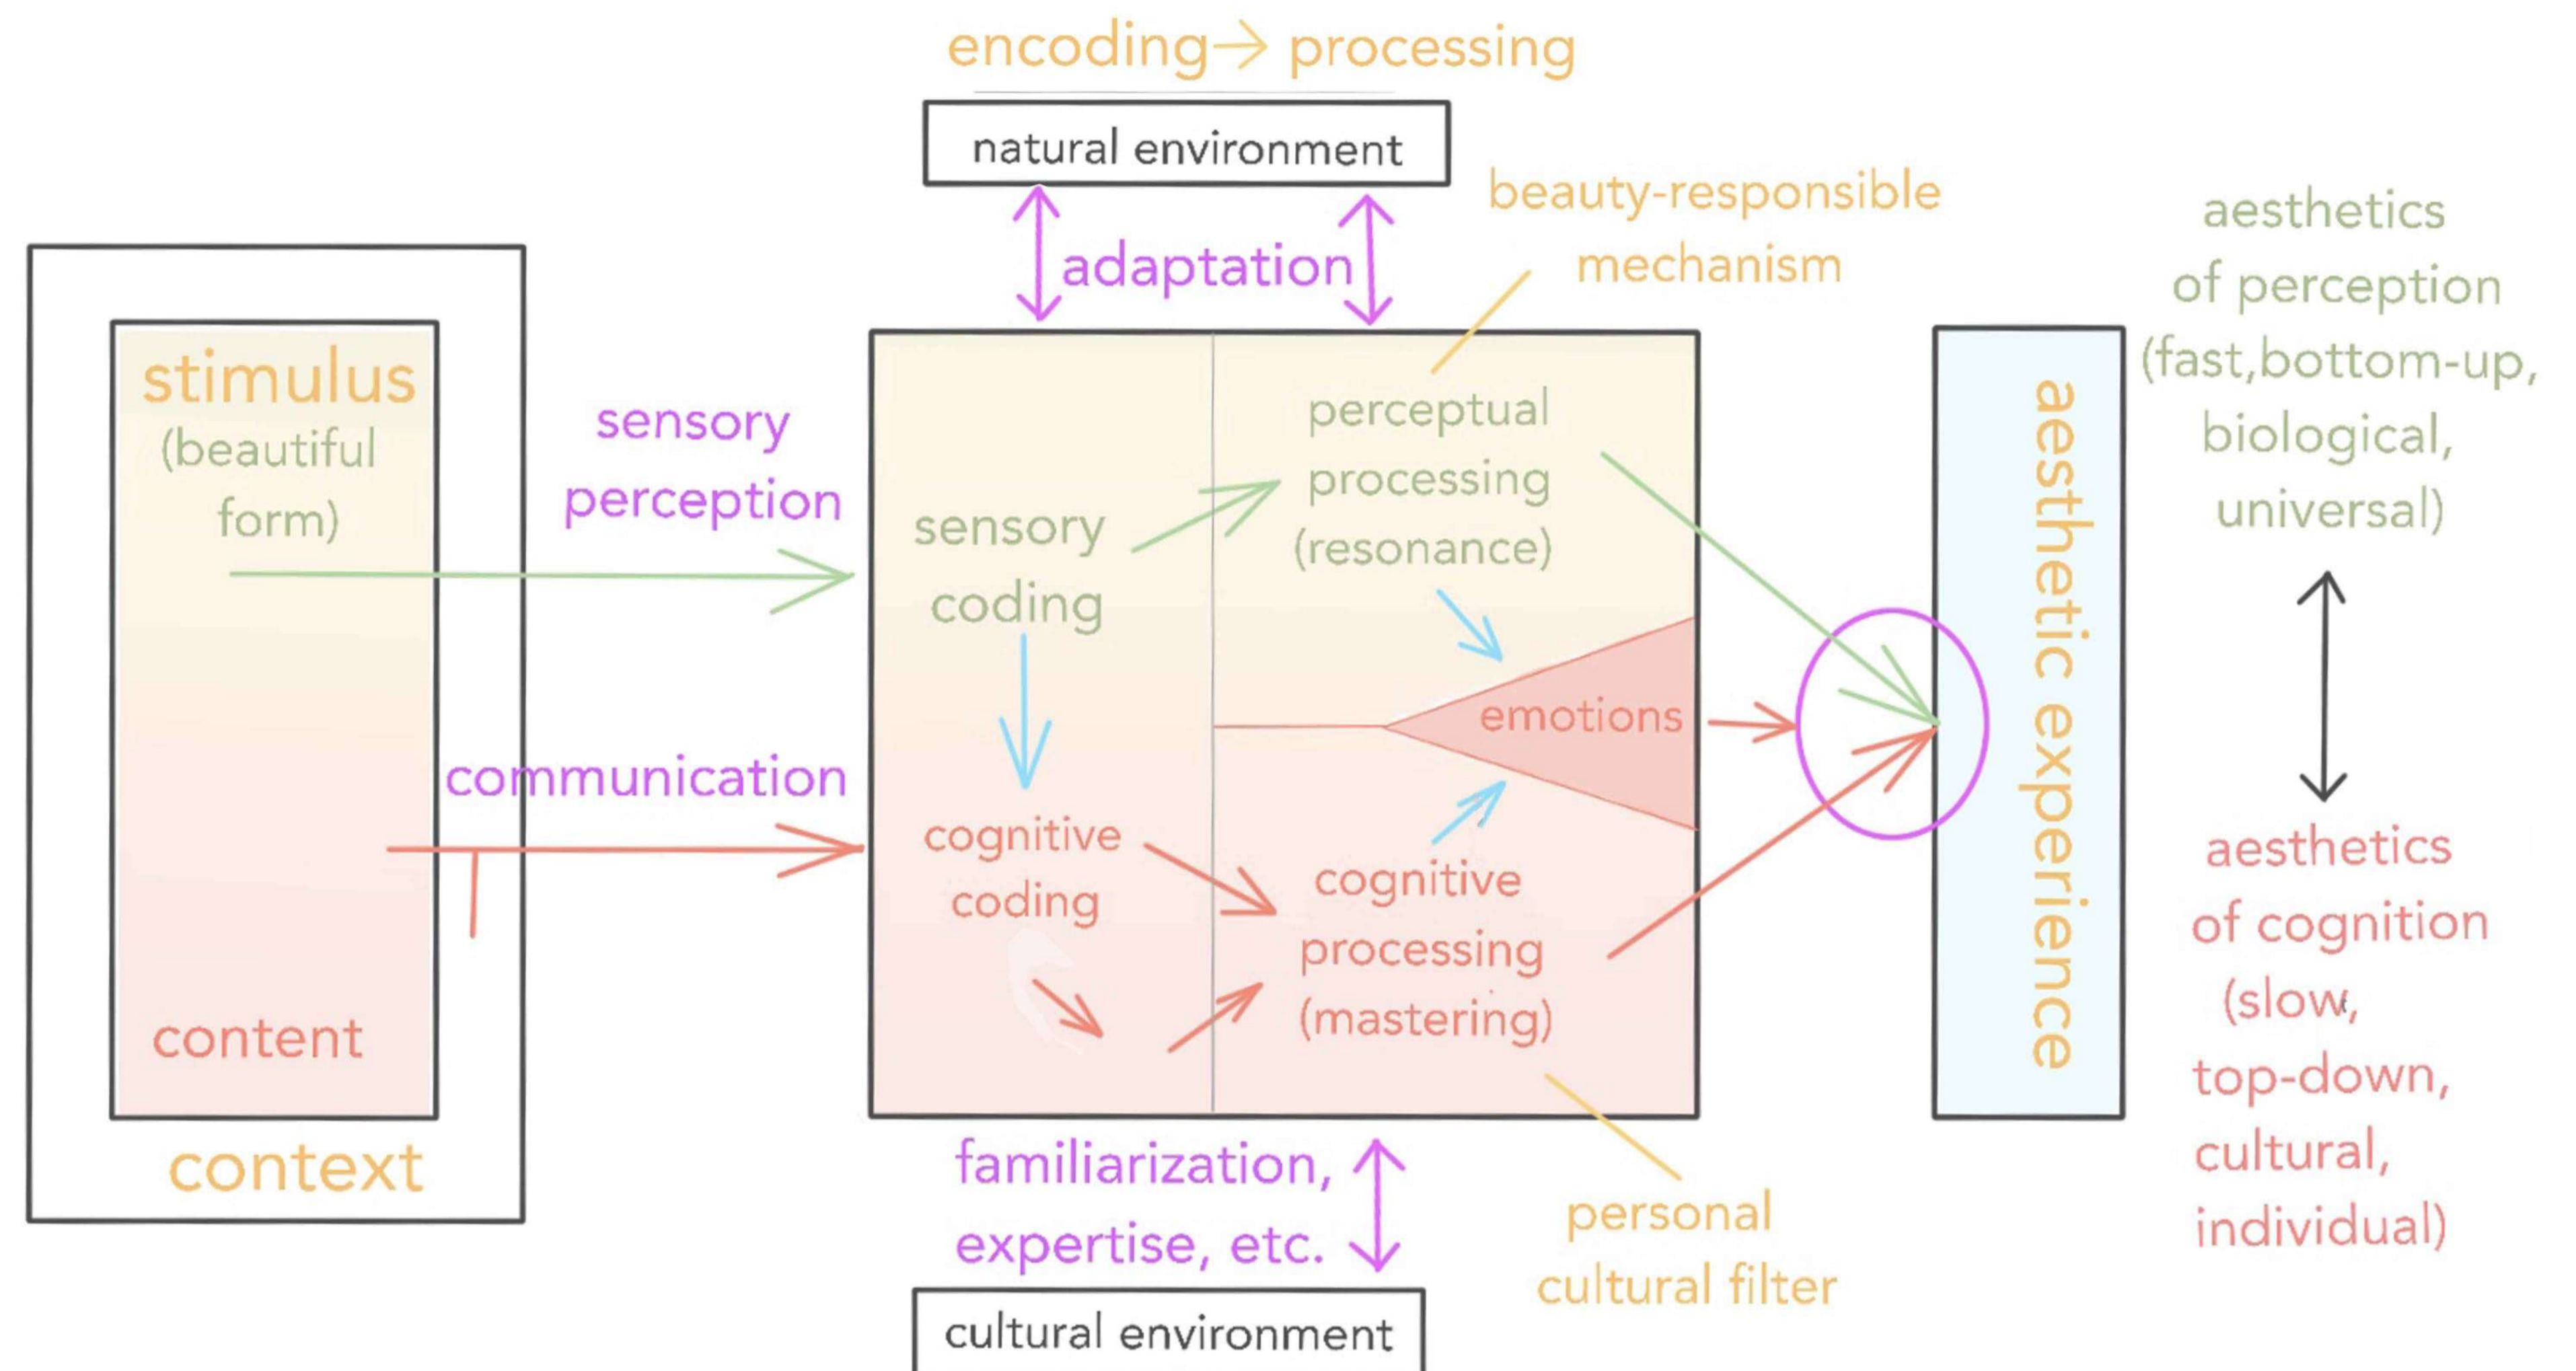 encoding→ processing
natural environment
adaptation
beauty-responsible
mechanism
stimulus
(beautiful
form)
content
context
sensory
perception
communication
sensory
coding
perceptual
processing
(resonance)
emotions
cognitive
coding
cognitive
processing
(mastering)
familiarization,
expertise, etc.
personal
cultural filter
cultural environment
aesthetic experience
aesthetics
of perception
(fast,bottom-up,
biological,
universal)
aesthetics
of cognition
(slow,
top-down,
cultural,
individual)